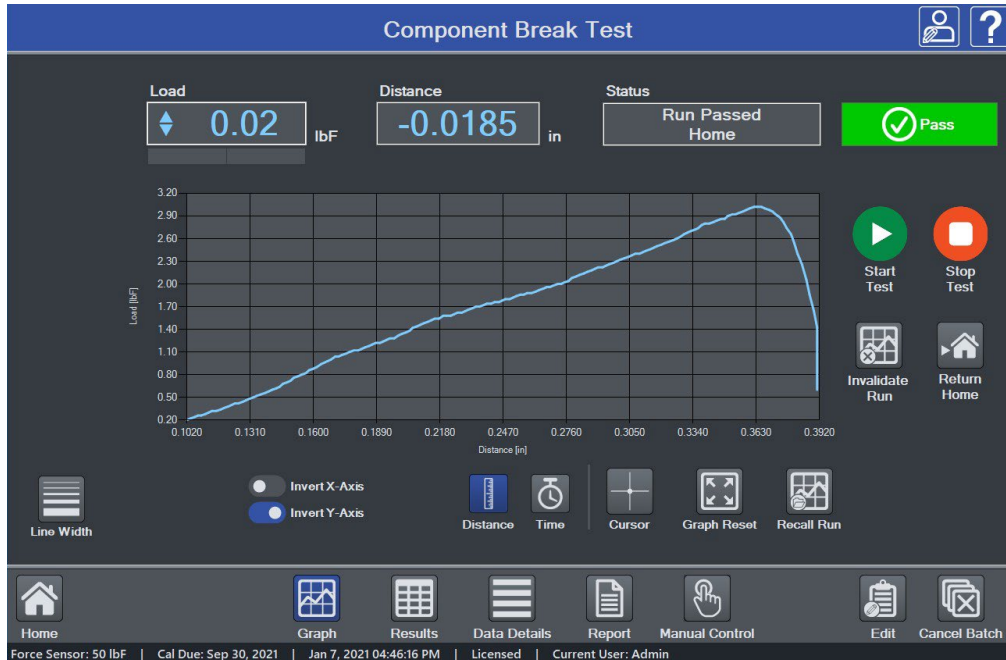 Component Break Test
?
Load
Distance
Status
0.02 lbF
-0.0185 in
Run Passed
Home
Pass
3.20
2.90
2.60
2.30
2.00
1.70
1.40
1.10
0.80
0.50
0.20
Load [lbF]
0.1020 0.1310 0.1600 0.1890 0.2180 0.2470 0.2760 0.3050 0.3340 0.3630 0.3920
Distance [in]
Start
Test
Stop
Test
Invalidate
Run
Return
Home
Line Width
Invert X-Axis
Invert Y-Axis
Distance
Time
Cursor
Graph Reset
Recall Run
Home
Graph
Results
Data Details
Report
Manual Control
Edit
Cancel Batch
Force Sensor: 50 lbF | Cal Due: Sep 30, 2021 | Jan 7, 2021 04:46:16 PM | Licensed | Current User: Admin